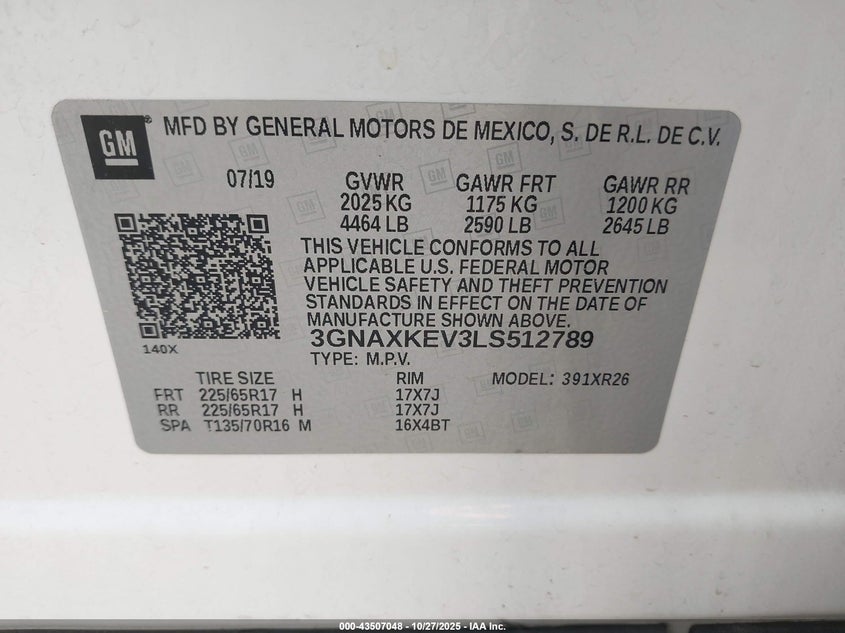 GM® MFD BY GENERAL MOTORS DE MEXICO, S. DE R.L. DE C.V.
07/19 GVWR GAWR FRT GAWR RR
2025 KG 1175 KG 1200 KG
4464 LB 2590 LB 2645 LB
THIS VEHICLE CONFORMS TO ALL
APPLICABLE U.S. FEDERAL MOTOR
VEHICLE SAFETY AND THEFT PREVENTION
STANDARDS IN EFFECT ON THE DATE OF
MANUFACTURE SHOWN ABOVE.
140X 3GNAXKEV3LS512789
TYPE: M.P.V.
TIRE SIZE RIM MODEL: 391XR26
FRT 225/65R17 H 17X7J
RR 225/65R17 H 17X7J
SPA T135/70R16 M 16X4BT
000-43507048 - 10/27/2025 - IAA Inc.